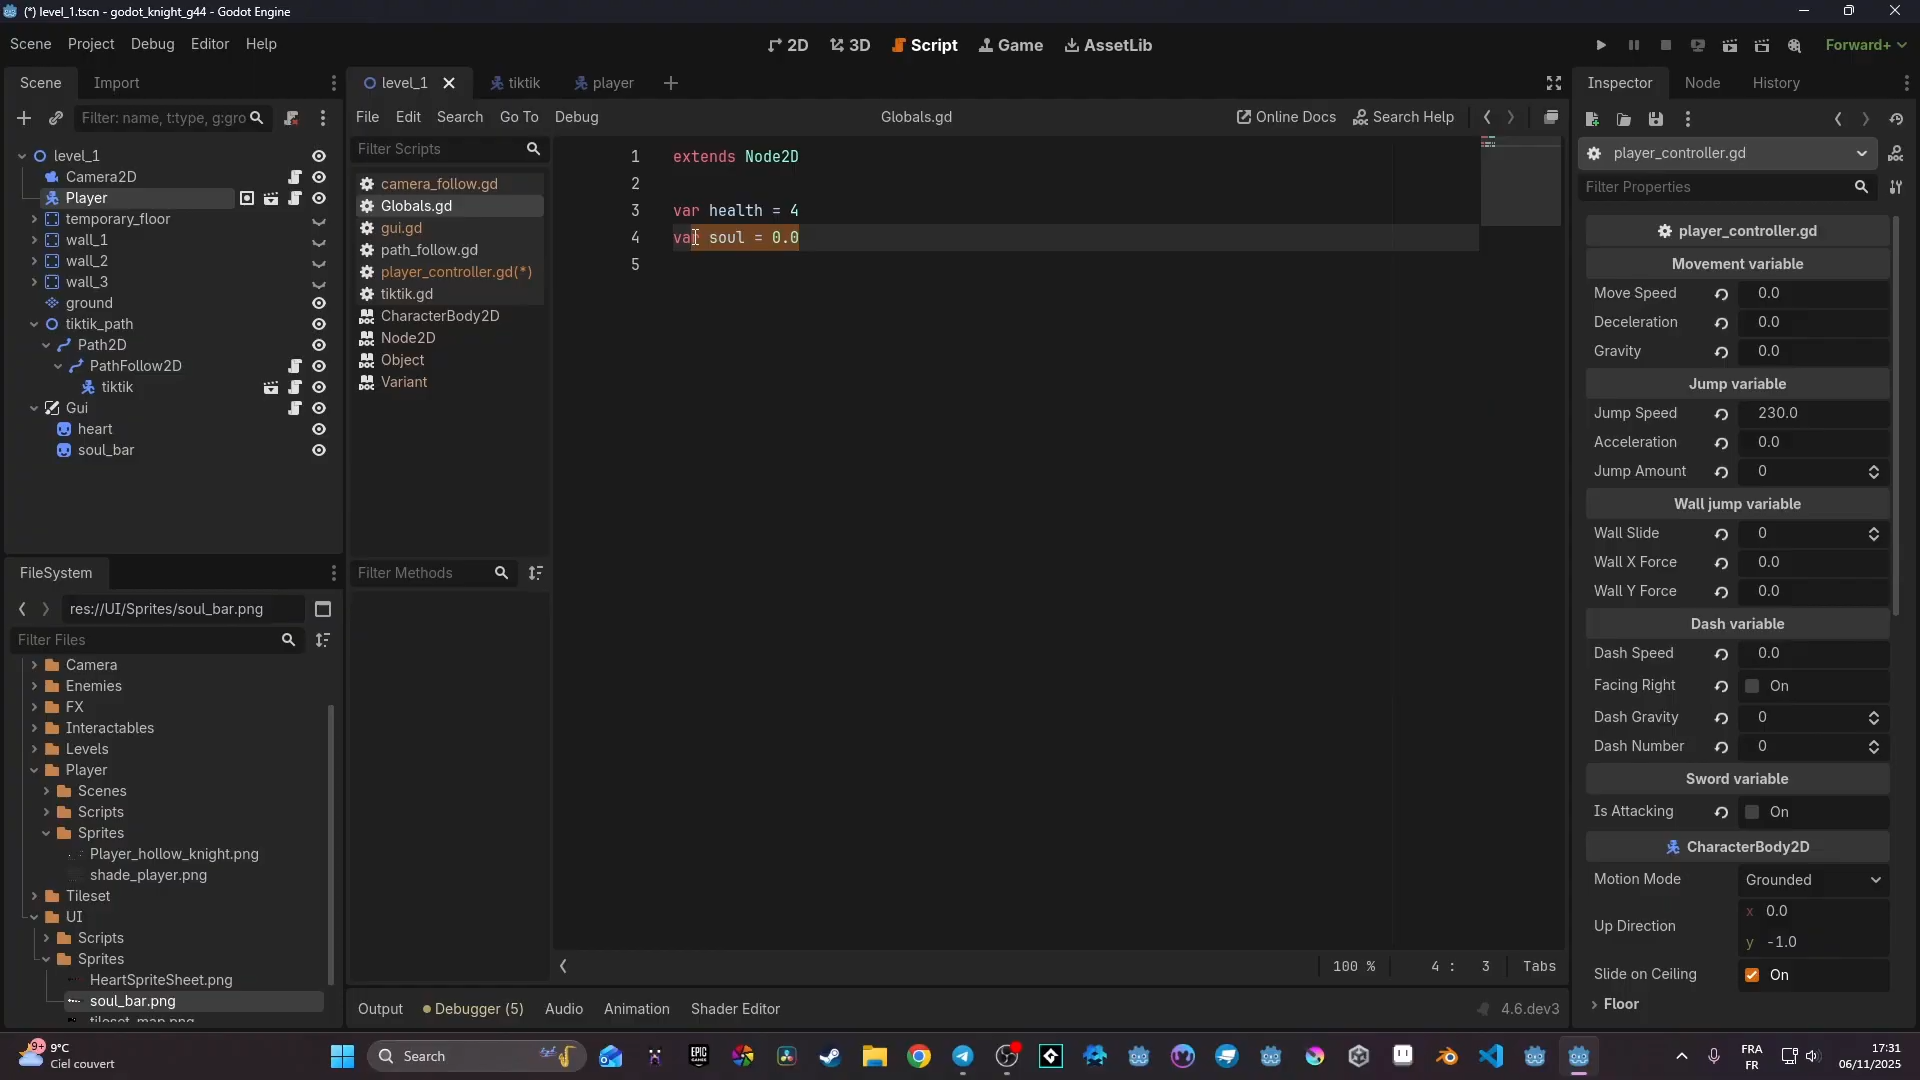 (*) level_1.tscn - godot_knight_g44 - Godot Engine
Scene Project Debug Editor Help
2D 3D Script Game AssetLib
Forward+
Scene Import
level_1 tiktik player
Inspector Node History
Filter: name, t:type, g:gro
File Edit Search Go To Debug
Globals.gd
Online Docs Search Help
level_1
Camera2D
Player
temporary_floor
wall_1
wall_2
wall_3
ground
tiktik_path
Path2D
PathFollow2D
tiktik
Gui
heart
soul_bar
Filter Scripts
camera_follow.gd
Globals.gd
gui.gd
path_follow.gd
player_controller.gd(*)
tiktik.gd
CharacterBody2D
Node2D
Object
Variant
Filter Methods
1 extends Node2D
2
3 var health = 4
4 var soul = 0.0
5
100 % 4 : 3 Tabs
Output Debugger (5) Audio Animation Shader Editor
4.6.dev3
FileSystem
res://UI/Sprites/soul_bar.png
Filter Files
Camera
Enemies
FX
Interactables
Levels
Player
Scenes
Scripts
Sprites
Player_hollow_knight.png
shade_player.png
Tileset
UI
Scripts
Sprites
HeartSpriteSheet.png
soul_bar.png
tileset_map.png
player_controller.gd
Filter Properties
player_controller.gd
Movement variable
Move Speed 0.0
Deceleration 0.0
Gravity 0.0
Jump variable
Jump Speed 230.0
Acceleration 0.0
Jump Amount 0
Wall jump variable
Wall Slide 0
Wall X Force 0.0
Wall Y Force 0.0
Dash variable
Dash Speed 0.0
Facing Right On
Dash Gravity 0
Dash Number 0
Sword variable
Is Attacking On
CharacterBody2D
Motion Mode Grounded
Up Direction x 0.0
y -1.0
Slide on Ceiling On
Floor
9+
9°C
Ciel couvert
Search
EPIC GAMES
FRA
FR
17:31
06/11/2025